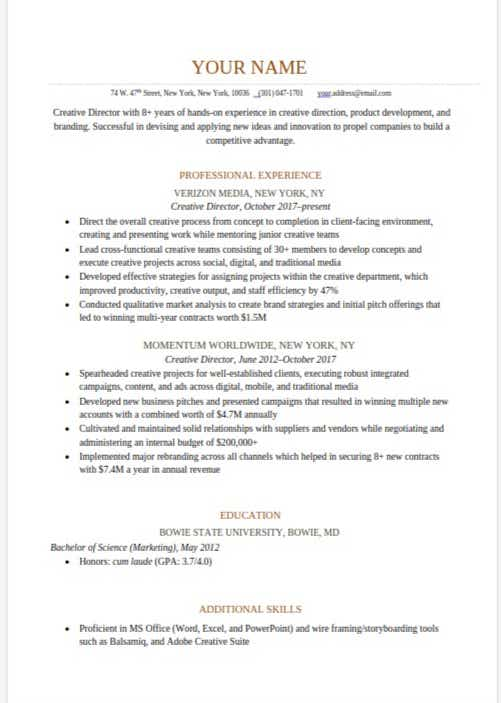 YOUR NAME
74 W. 47th Street, New York, New York, 10036 (301) 047-1701 your.address@email.com
Creative Director with 8+ years of hands-on experience in creative direction, product development, and
branding. Successful in devising and applying new ideas and innovation to propel companies to build a
competitive advantage.
PROFESSIONAL EXPERIENCE
VERIZON MEDIA, NEW YORK, NY
Creative Director, October 2017–present
• Direct the overall creative process from concept to completion in client-facing environment,
creating and presenting work while mentoring junior creative teams
• Lead cross-functional creative teams consisting of 30+ members to develop concepts and
execute creative projects across social, digital, and traditional media
• Developed effective strategies for assigning projects within the creative department, which
improved productivity, creative output, and staff efficiency by 47%
• Conducted qualitative market analysis to create brand strategies and initial pitch offerings that
led to winning multi-year contracts worth $1.5M
MOMENTUM WORLDWIDE, NEW YORK, NY
Creative Director, June 2012–October 2017
• Spearheaded creative projects for well-established clients, executing robust integrated
campaigns, content, and ads across digital, mobile, and traditional media
• Developed new business pitches and presented campaigns that resulted in winning multiple new
accounts with a combined worth of $4.7M annually
• Cultivated and maintained solid relationships with suppliers and vendors while negotiating and
administering an internal budget of $200,000+
• Implemented major rebranding across all channels which helped in securing 8+ new contracts
with $7.4M a year in annual revenue
EDUCATION
BOWIE STATE UNIVERSITY, BOWIE, MD
Bachelor of Science (Marketing), May 2012
• Honors: cum laude (GPA: 3.7/4.0)
ADDITIONAL SKILLS
• Proficient in MS Office (Word, Excel, and PowerPoint) and wire framing/storyboarding tools
such as Balsamiq, and Adobe Creative Suite